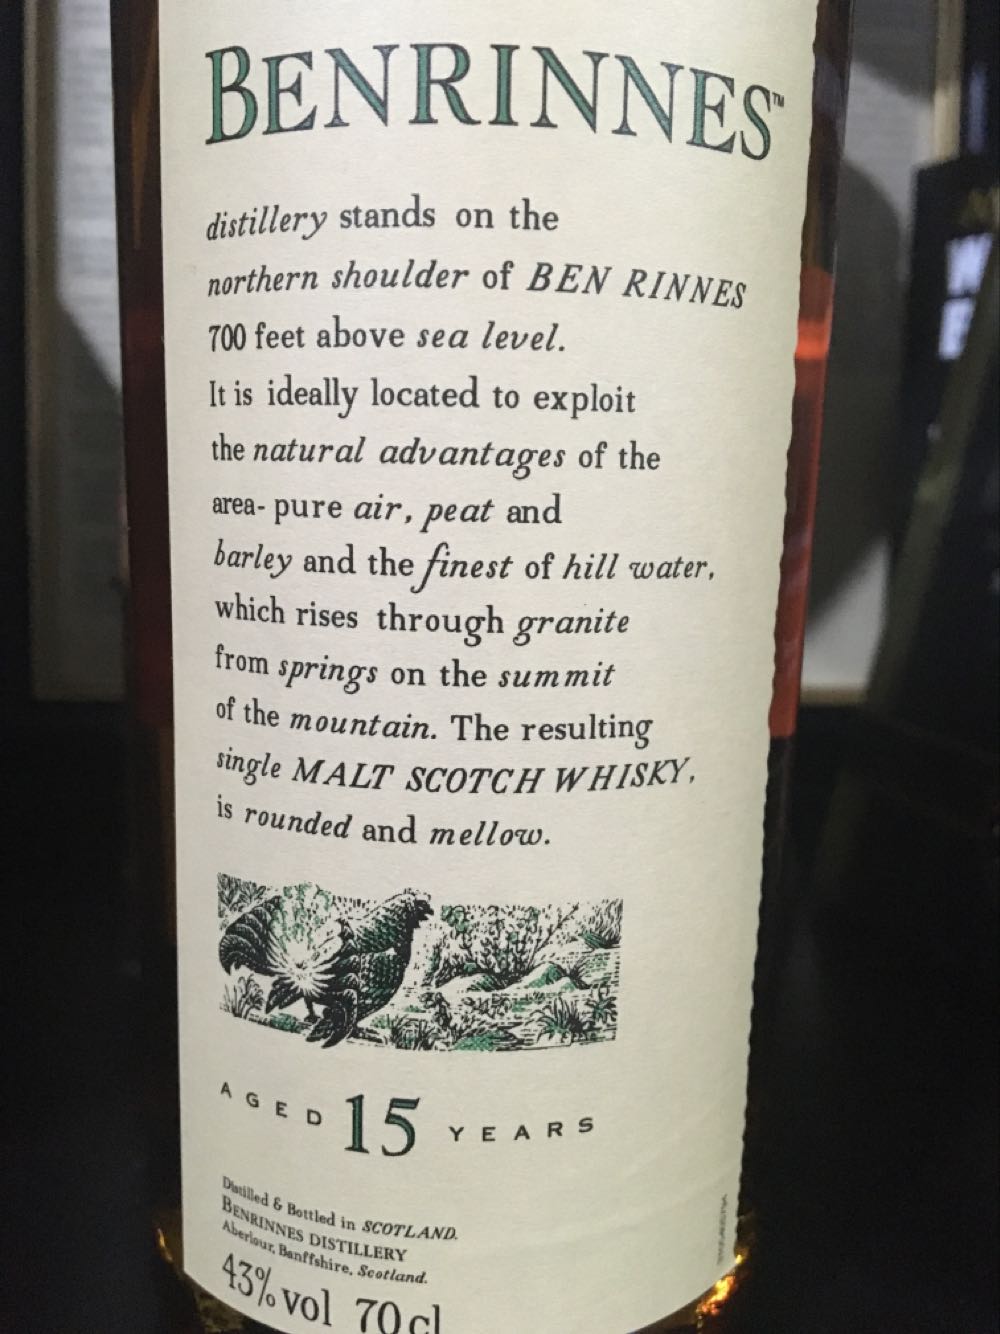 BENRINNES™
distillery stands on the
northern shoulder of BEN RINNES
700 feet above sea level.
It is ideally located to exploit
the natural advantages of the
area- pure air, peat and
barley and the finest of hill water,
which rises through granite
from springs on the summit
of the mountain. The resulting
single MALT SCOTCH WHISKY,
is rounded and mellow.
AGED 15 YEARS
Distilled & Bottled in SCOTLAND.
BENRINNES DISTILLERY
Aberlour, Banffshire, Scotland.
43% vol 70 cl